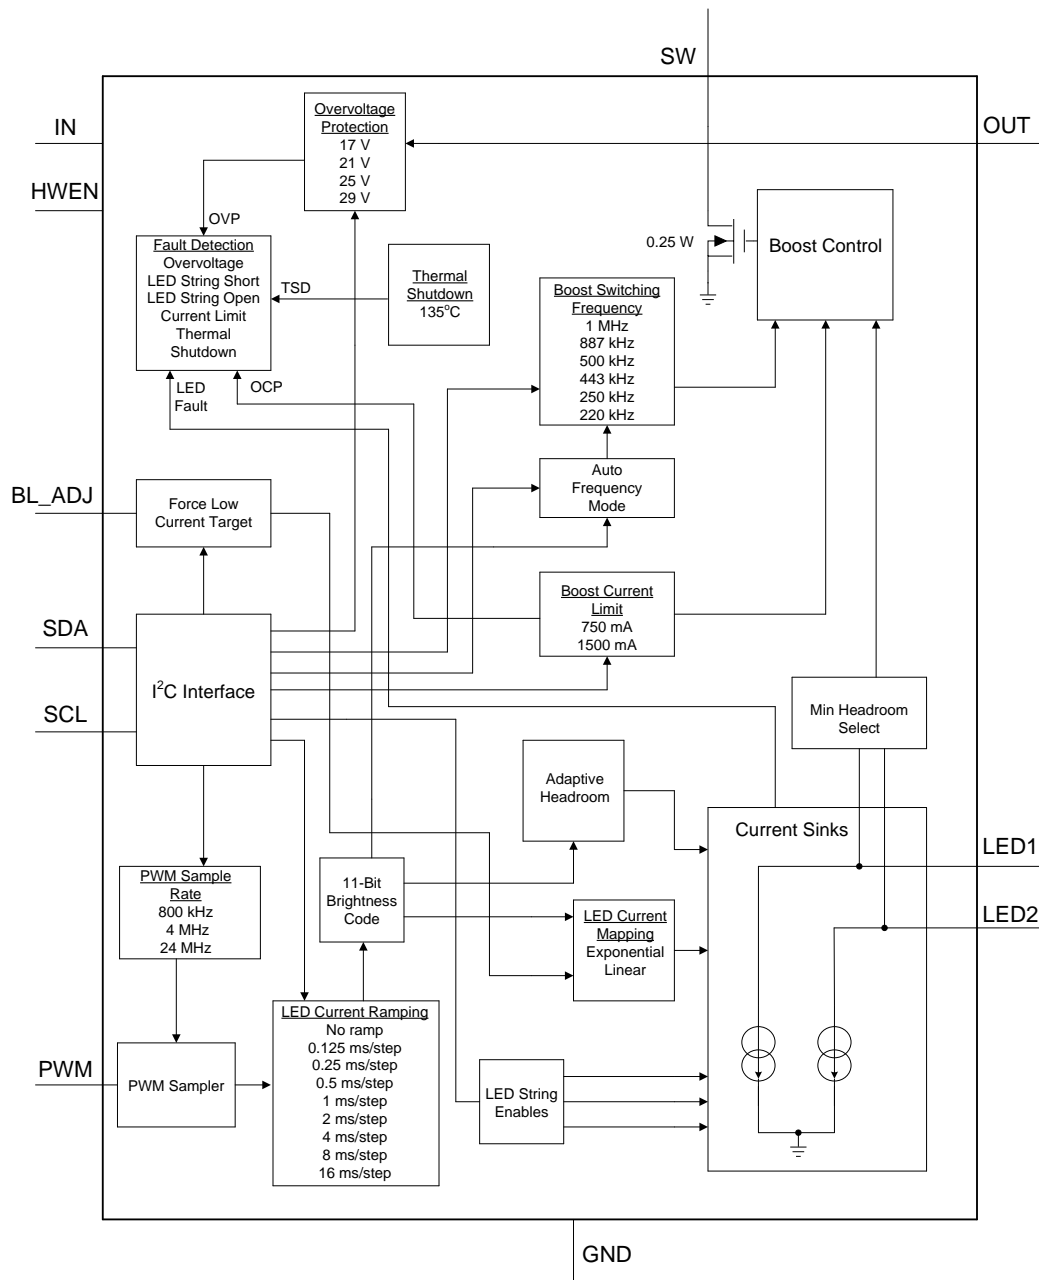 SW
IN
OUT
HWEN
Overvoltage
Protection
17 V
21 V
25 V
29 V
OVP
Fault Detection
Overvoltage
LED String Short
LED String Open
Current Limit
Thermal
Shutdown
TSD
Thermal
Shutdown
135°C
0.25 W
Boost Control
Boost Switching
Frequency
1 MHz
887 kHz
500 kHz
443 kHz
250 kHz
220 kHz
LED
Fault
OCP
BL_ADJ
Force Low
Current Target
Auto
Frequency
Mode
SDA
SCL
I²C Interface
Boost Current
Limit
750 mA
1500 mA
Min Headroom
Select
Adaptive
Headroom
Current Sinks
LED1
LED2
PWM Sample
Rate
800 kHz
4 MHz
24 MHz
11-Bit
Brightness
Code
LED Current
Mapping
Exponential
Linear
PWM
PWM Sampler
LED Current Ramping
No ramp
0.125 ms/step
0.25 ms/step
0.5 ms/step
1 ms/step
2 ms/step
4 ms/step
8 ms/step
16 ms/step
LED String
Enables
GND